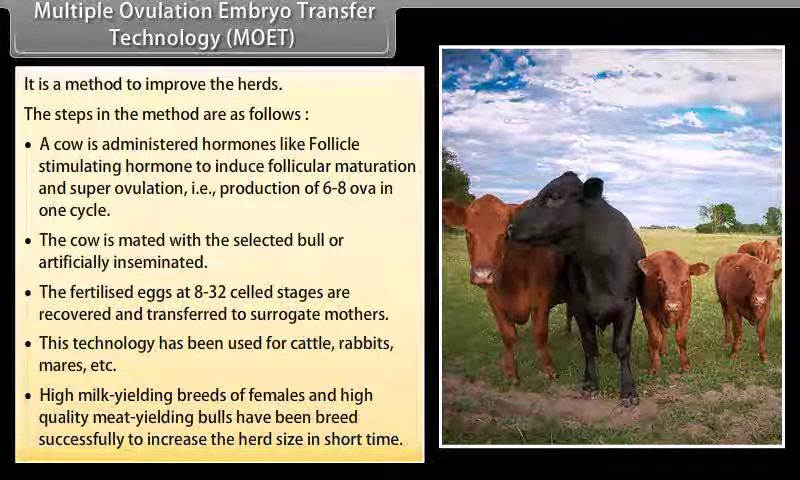 Multiple Ovulation Embryo Transfer
Technology (MOET)
It is a method to improve the herds.
The steps in the method are as follows :
• A cow is administered hormones like Follicle
stimulating hormone to induce follicular maturation
and super ovulation, i.e., production of 6-8 ova in
one cycle.
• The cow is mated with the selected bull or
artificially inseminated.
• The fertilised eggs at 8-32 celled stages are
recovered and transferred to surrogate mothers.
• This technology has been used for cattle, rabbits,
mares, etc.
• High milk-yielding breeds of females and high
quality meat-yielding bulls have been breed
successfully to increase the herd size in short time.